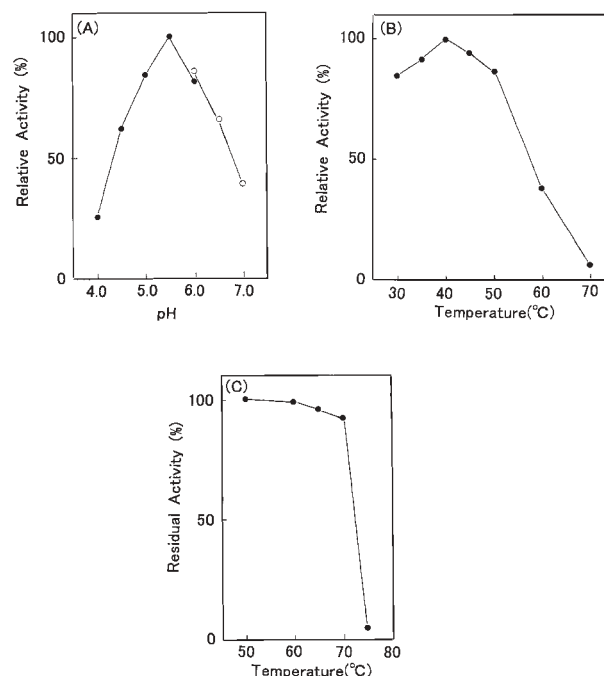 (A)
Relative Activity (%)
100
50
0
4.0 5.0 6.0 7.0
pH
(B)
Relative Activity (%)
100
50
0
30 40 50 60 70
Temperature(℃)
(C)
Residual Activity (%)
100
50
0
50 60 70 80
Temperature(℃)